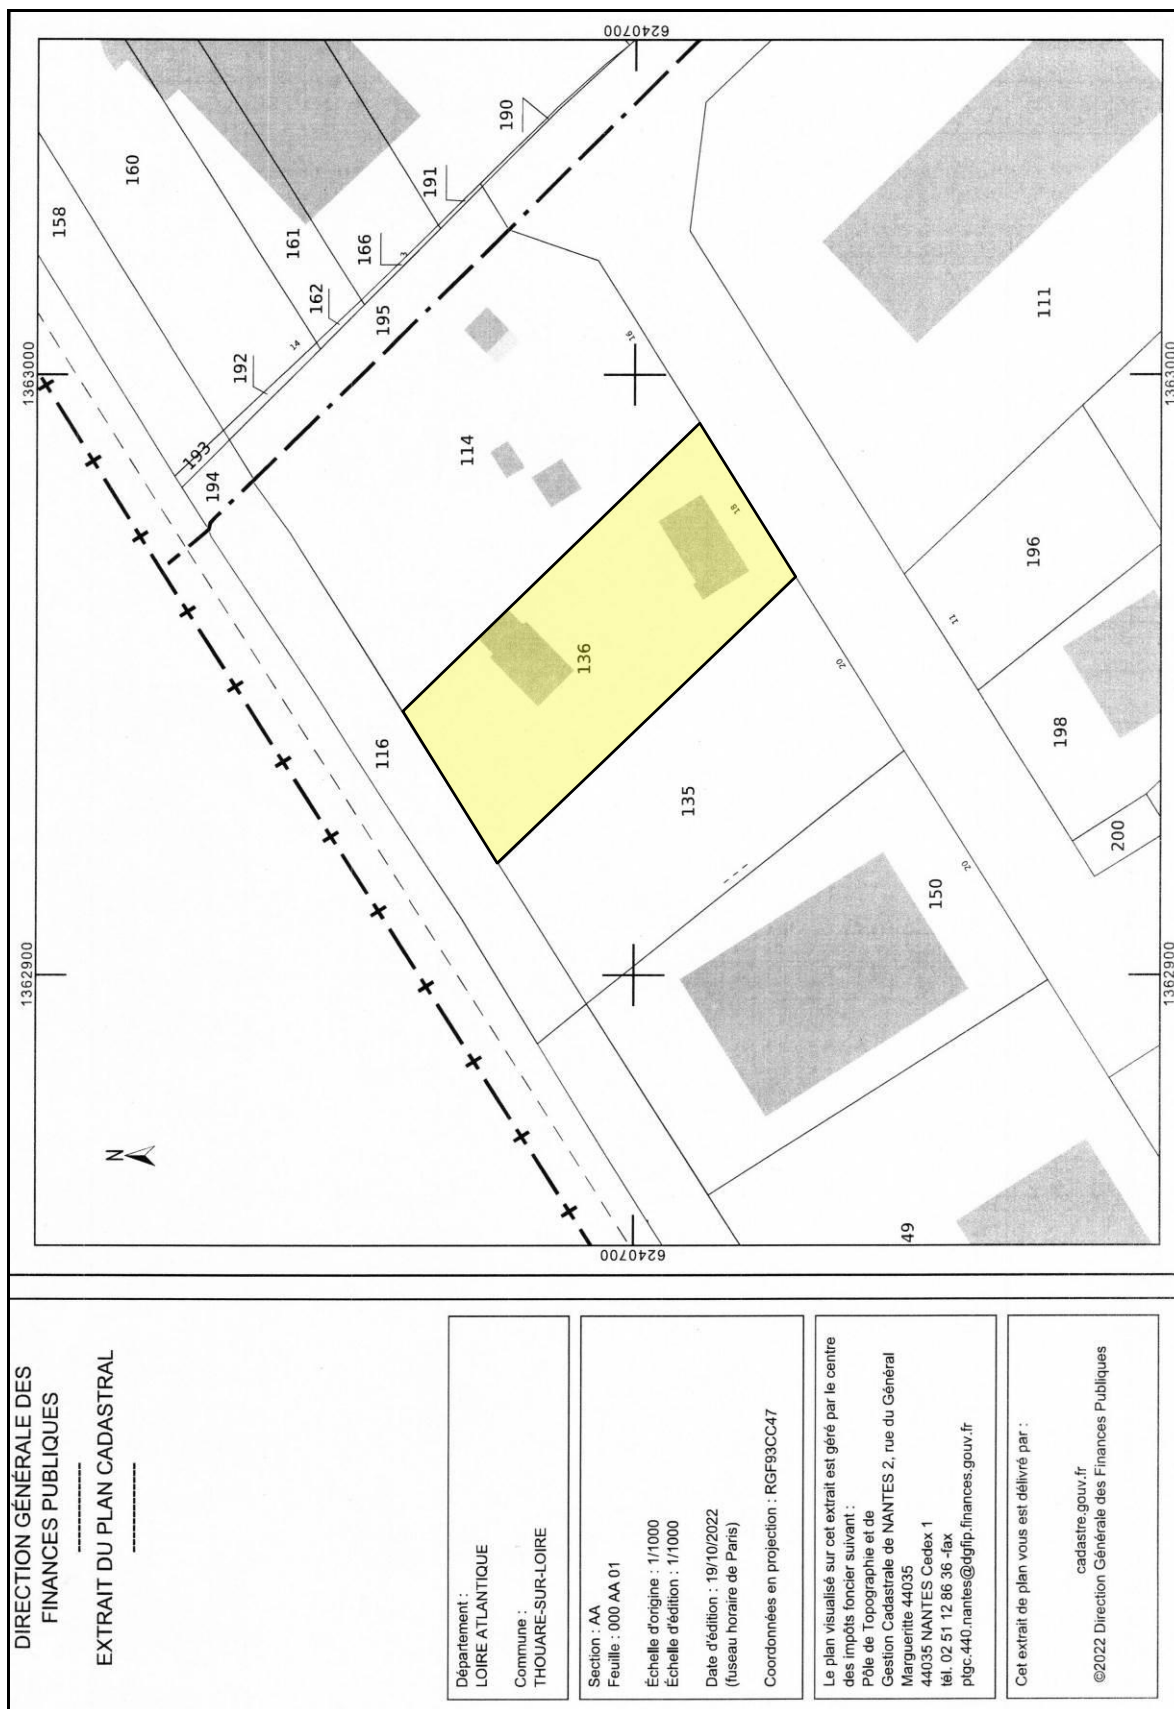 DIRECTION GÉNÉRALE DES
FINANCES PUBLIQUES
EXTRAIT DU PLAN CADASTRAL
Département :
LOIRE ATLANTIQUE
Commune :
THOUARE-SUR-LOIRE
Section : AA
Feuille : 000 AA 01
Échelle d'origine : 1/1000
Échelle d'édition : 1/1000
Date d'édition : 19/10/2022
(fuseau horaire de Paris)
Coordonnées en projection : RGF93CC47
Le plan visualisé sur cet extrait est géré par le centre
des impôts foncier suivant :
Pôle de Topographie et de
Gestion Cadastrale de NANTES 2, rue du Général
Margueritte 44035
44035 NANTES Cedex 1
tél. 02 51 12 86 36 -fax
ptgc.440.nantes@dgfip.finances.gouv.fr
Cet extrait de plan vous est délivré par :
cadastre.gouv.fr
©2022 Direction Générale des Finances Publiques
1362900
1363000
6240700
N
158
160
161
162
166
190
191
192
193
194
195
14
3
116
114
16
136
18
135
20
150
20
49
111
196
11
198
200
6240700
1362900
1363000